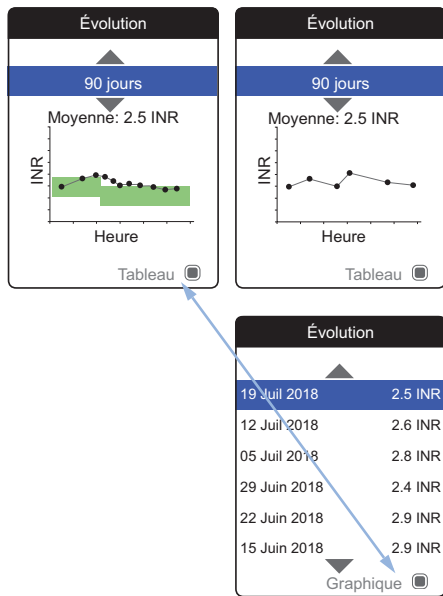 Évolution
90 jours
Moyenne: 2.5 INR
INR
Heure
Tableau
Évolution
90 jours
Moyenne: 2.5 INR
INR
Heure
Tableau
Évolution
19 Juil 2018 2.5 INR
12 Juil 2018 2.6 INR
05 Juil 2018 2.8 INR
29 Juin 2018 2.4 INR
22 Juin 2018 2.9 INR
15 Juin 2018 2.9 INR
Graphique